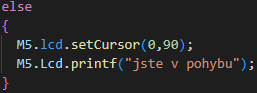 else
{
M5.lcd.setCursor(0,90);
M5.Lcd.printf("jste v pohybu");
}